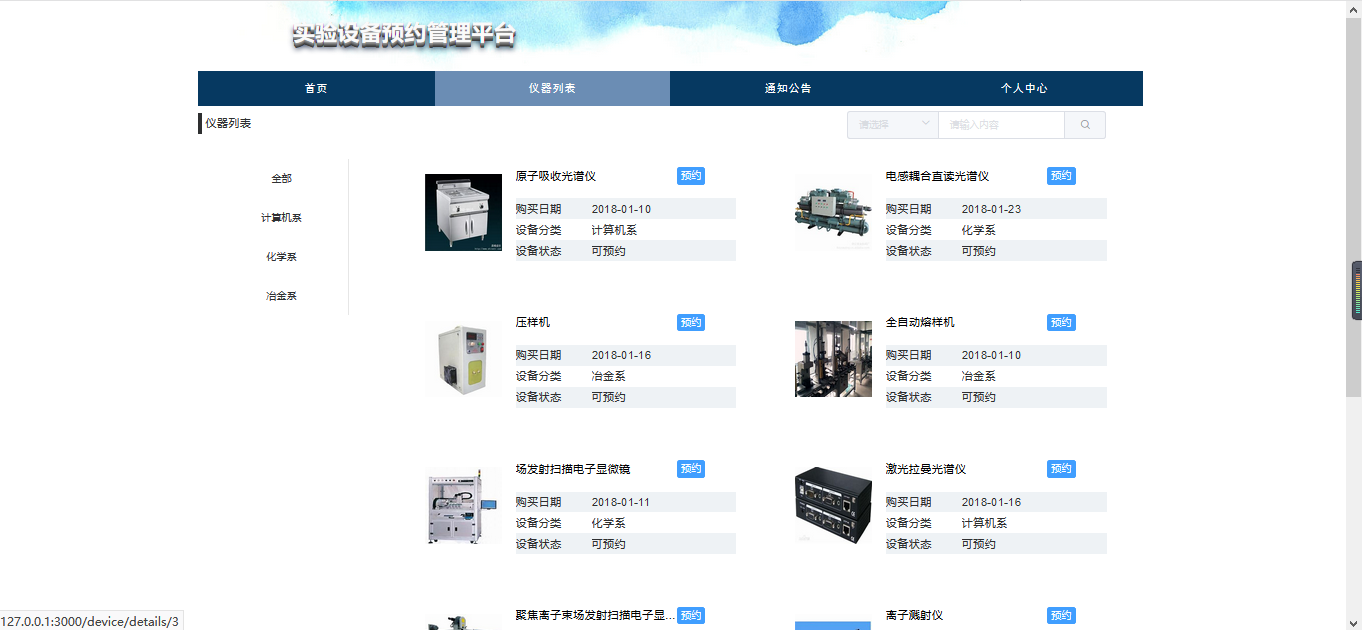 实验设备预约管理平台
首页 仪器列表 通知公告 个人中心
仪器列表
请选择 请输入内容
全部
计算机系
化学系
冶金系
原子吸收光谱仪 预约
购买日期 2018-01-10
设备分类 计算机系
设备状态 可预约
电感耦合直读光谱仪 预约
购买日期 2018-01-23
设备分类 化学系
设备状态 可预约
压样机 预约
购买日期 2018-01-16
设备分类 冶金系
设备状态 可预约
全自动熔样机 预约
购买日期 2018-01-10
设备分类 冶金系
设备状态 可预约
场发射扫描电子显微镜 预约
购买日期 2018-01-11
设备分类 化学系
设备状态 可预约
激光拉曼光谱仪 预约
购买日期 2018-01-16
设备分类 计算机系
设备状态 可预约
聚焦离子束场发射扫描电子显... 预约
离子溅射仪 预约
127.0.0.1:3000/device/details/3